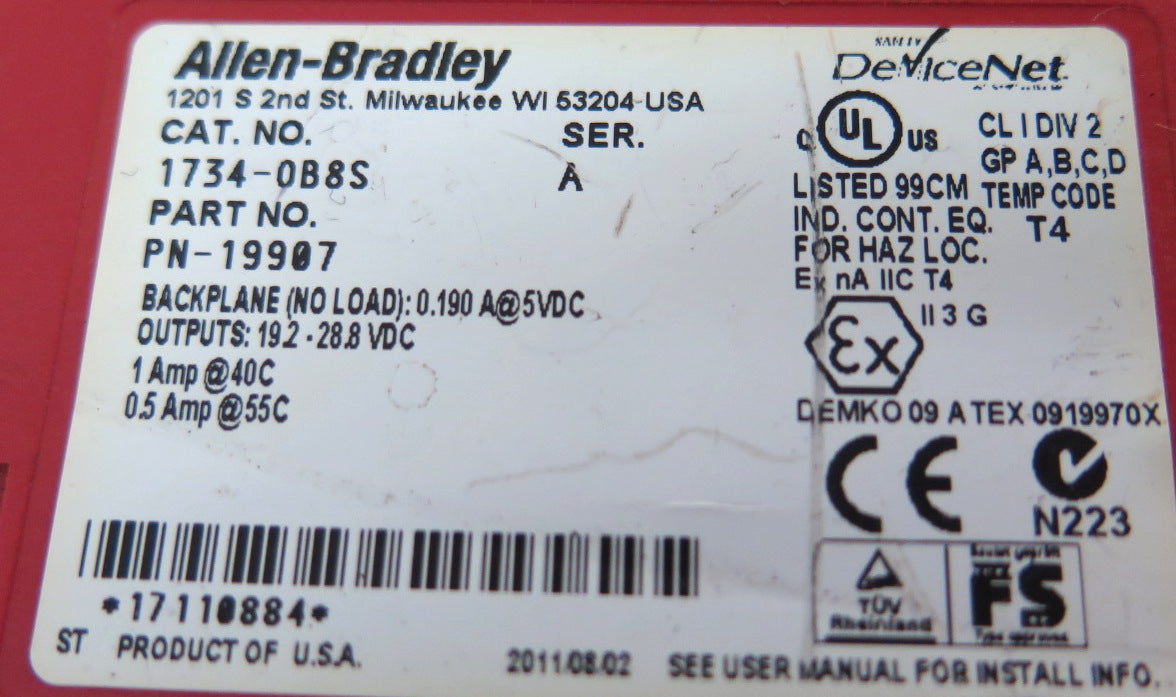 Allen-Bradley
1201 S 2nd St. Milwaukee WI 53204 USA
CAT. NO. SER.
1734-OB8S A
PART NO.
PN-19907
BACKPLANE (NO LOAD): 0.190 A@5VDC
OUTPUTS: 19.2 - 28.8 VDC
1 Amp @40C
0.5 Amp @55C
*17110884*
ST PRODUCT OF U.S.A.
2011.08.02 SEE USER MANUAL FOR INSTALL INFO.
SAFETY
DeviceNet
C UL US
CL I DIV 2
GP A,B,C,D
TEMP CODE
T4
LISTED 99CM
IND. CONT. EQ.
FOR HAZ LOC.
Ex nA IIC T4
Ex II 3 G
DEMKO 09 ATEX 0919970X
CE
N223
TÜV
Rheinland
FS
Type approved